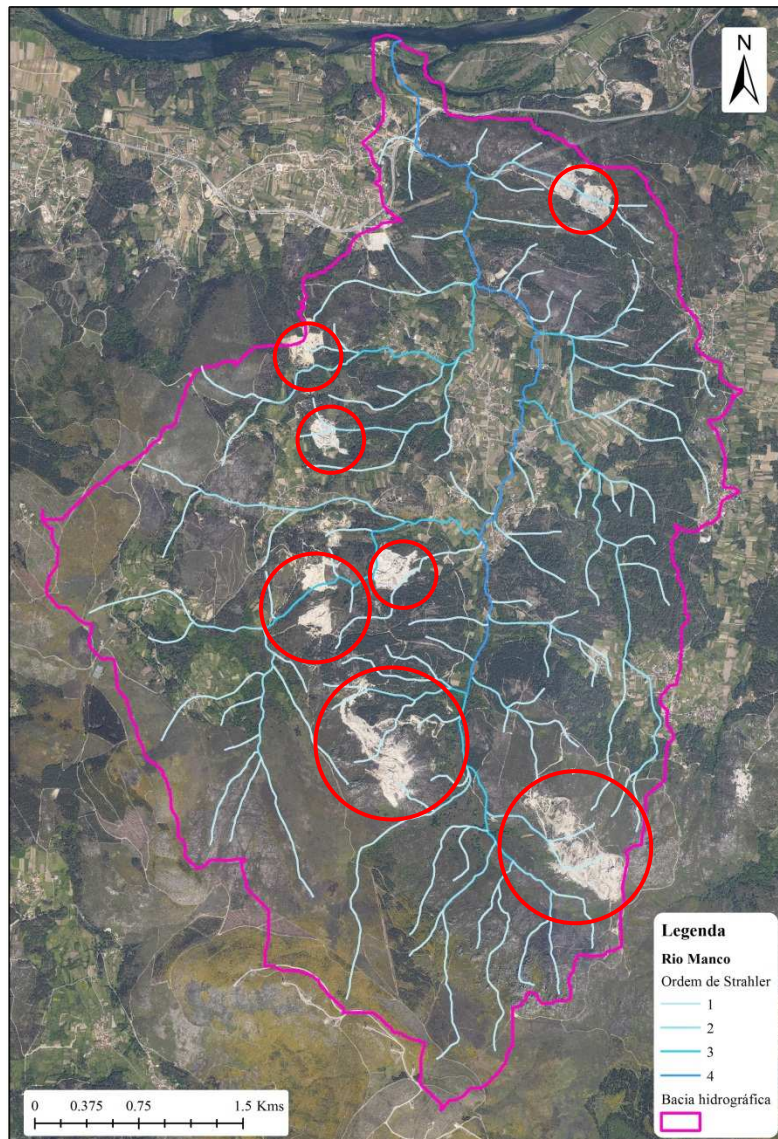 N
Legenda
Rio Manco
Ordem de Strahler
1
2
3
4
Bacia hidrográfica
0 0.375 0.75 1.5 Kms